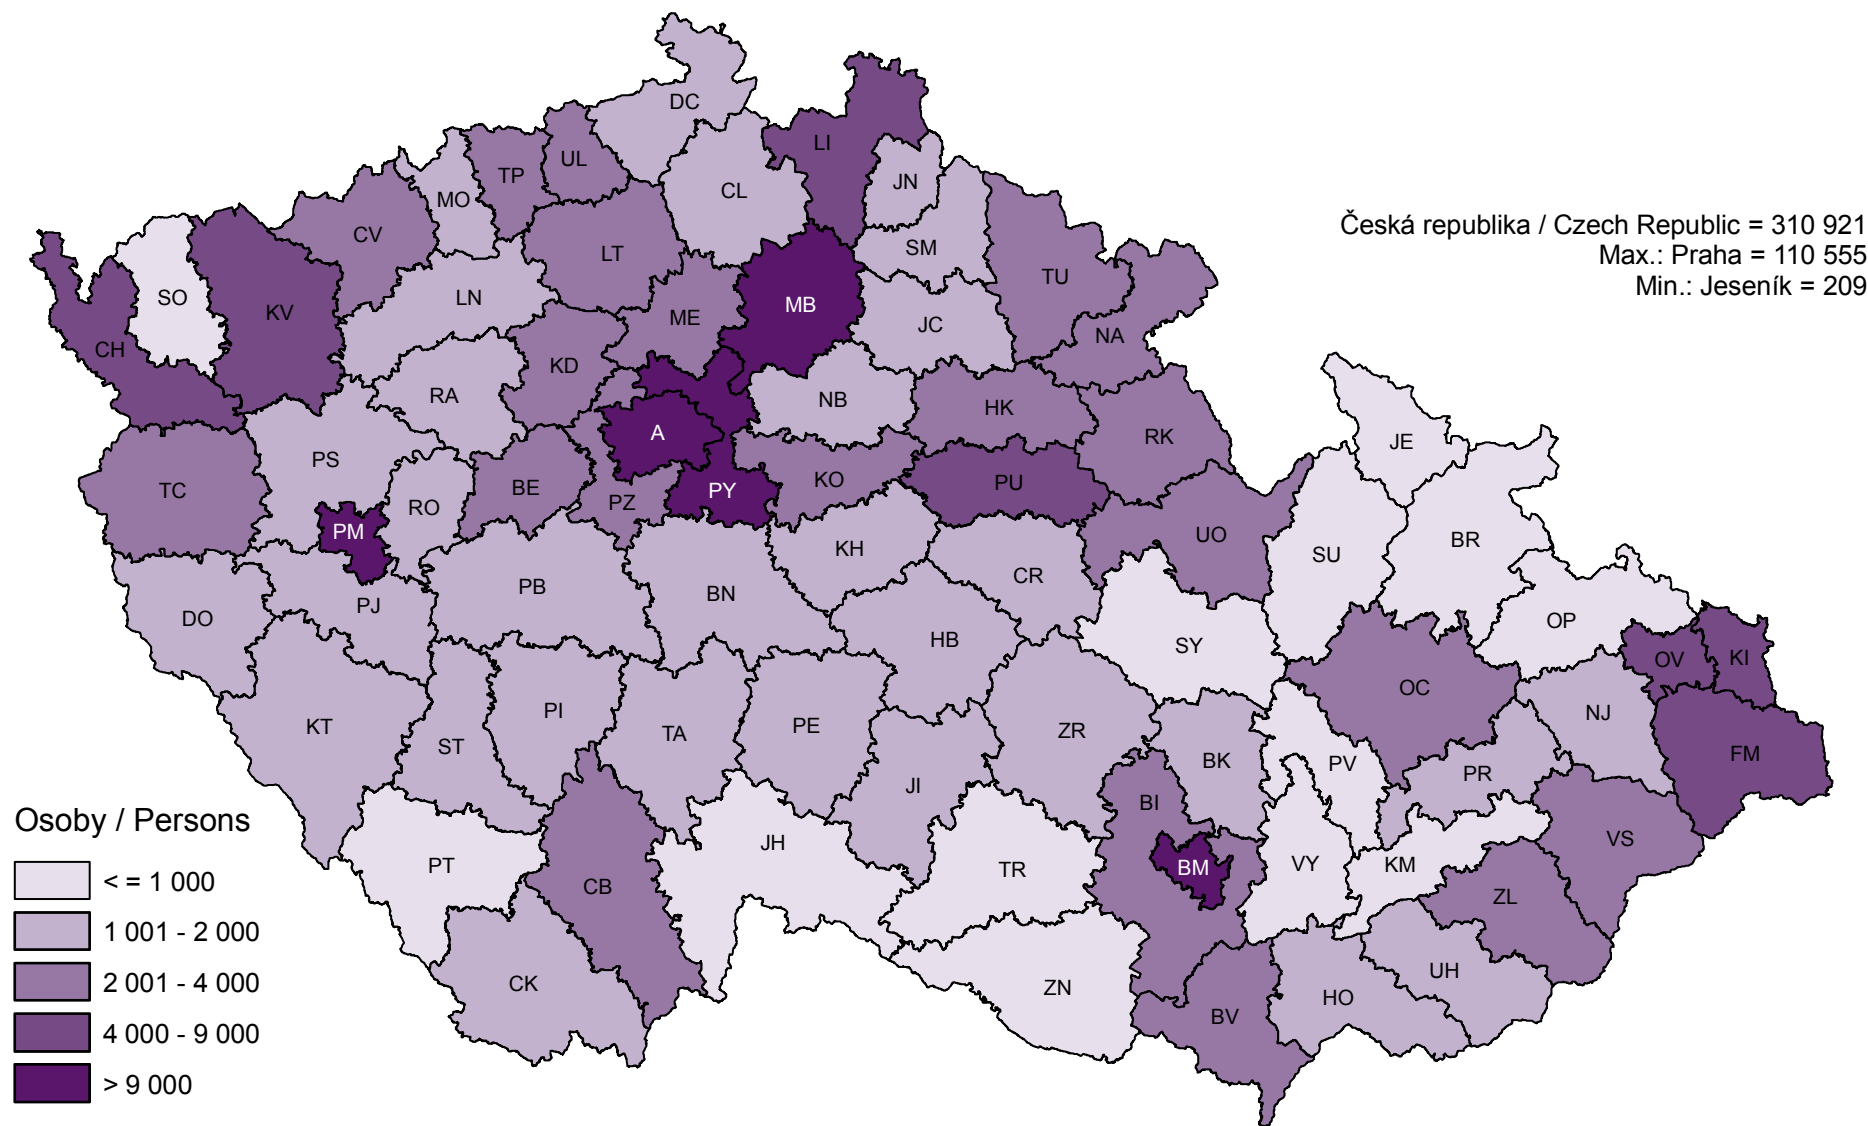 DC
LI
UL
TP
CL
JN
MO
CV
SM
LT
TU
SO
LN
KV
MB
ME
JC
NA
CH
KD
RA
NB
HK
A
RK
JE
PS
TC
BE
KO
PU
PY
PZ
RO
PM
UO
BR
KH
SU
CR
PB
BN
PJ
DO
OP
HB
SY
OV
KI
OC
PI
NJ
KT
PE
TA
ZR
ST
FM
BK
PV
PR
JI
BI
VS
JH
PT
TR
BM
VY
KM
CB
ZL
UH
CK
ZN
HO
BV
Česká republika / Czech Republic = 310 921
Max.: Praha = 110 555
Min.: Jeseník = 209
Osoby / Persons
< = 1 000
1 001 - 2 000
2 001 - 4 000
4 000 - 9 000
> 9 000